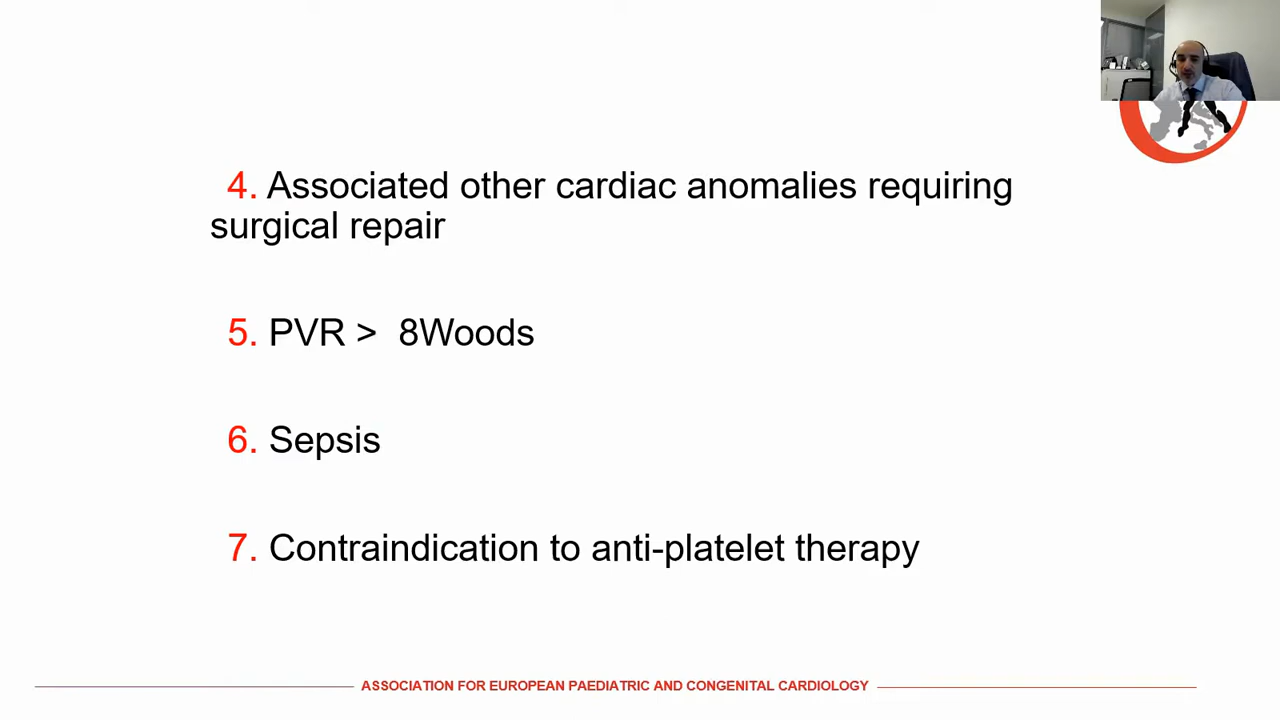 4. Associated other cardiac anomalies requiring
surgical repair
5. PVR > 8Woods
6. Sepsis
7. Contraindication to anti-platelet therapy
ASSOCIATION FOR EUROPEAN PAEDIATRIC AND CONGENITAL CARDIOLOGY